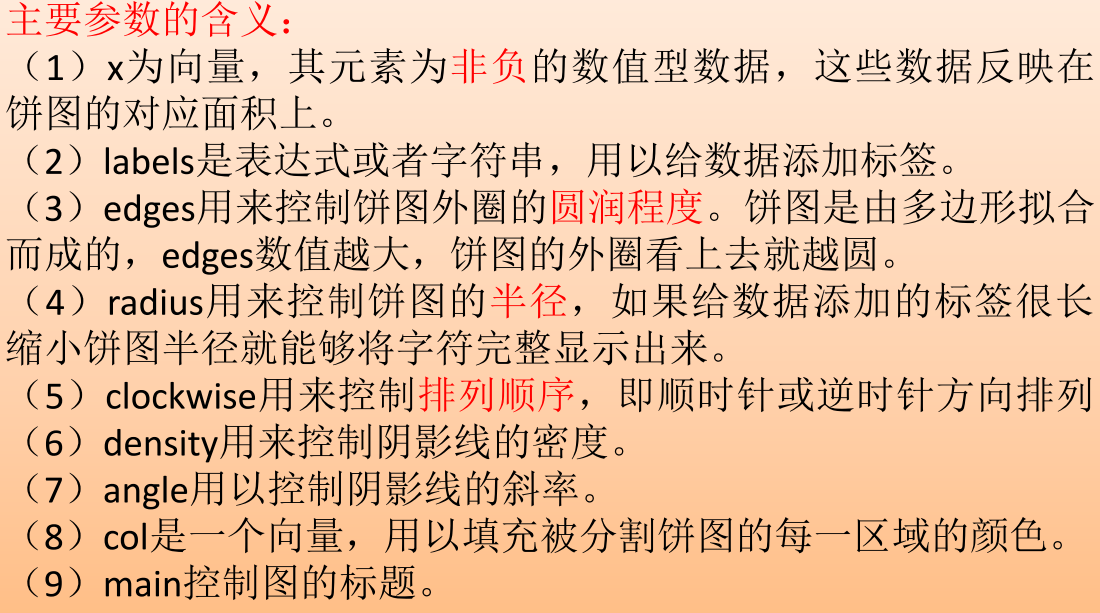 主要参数的含义：
（1）x为向量，其元素为非负的数值型数据，这些数据反映在
饼图的对应面积上。
（2）labels是表达式或者字符串，用以给数据添加标签。
（3）edges用来控制饼图外圈的圆润程度。饼图是由多边形拟合
而成的，edges数值越大，饼图的外圈看上去就越圆。
（4）radius用来控制饼图的半径，如果给数据添加的标签很长
缩小饼图半径就能够将字符完整显示出来。
（5）clockwise用来控制排列顺序，即顺时针或逆时针方向排列
（6）density用来控制阴影线的密度。
（7）angle用以控制阴影线的斜率。
（8）col是一个向量，用以填充被分割饼图的每一区域的颜色。
（9）main控制图的标题。